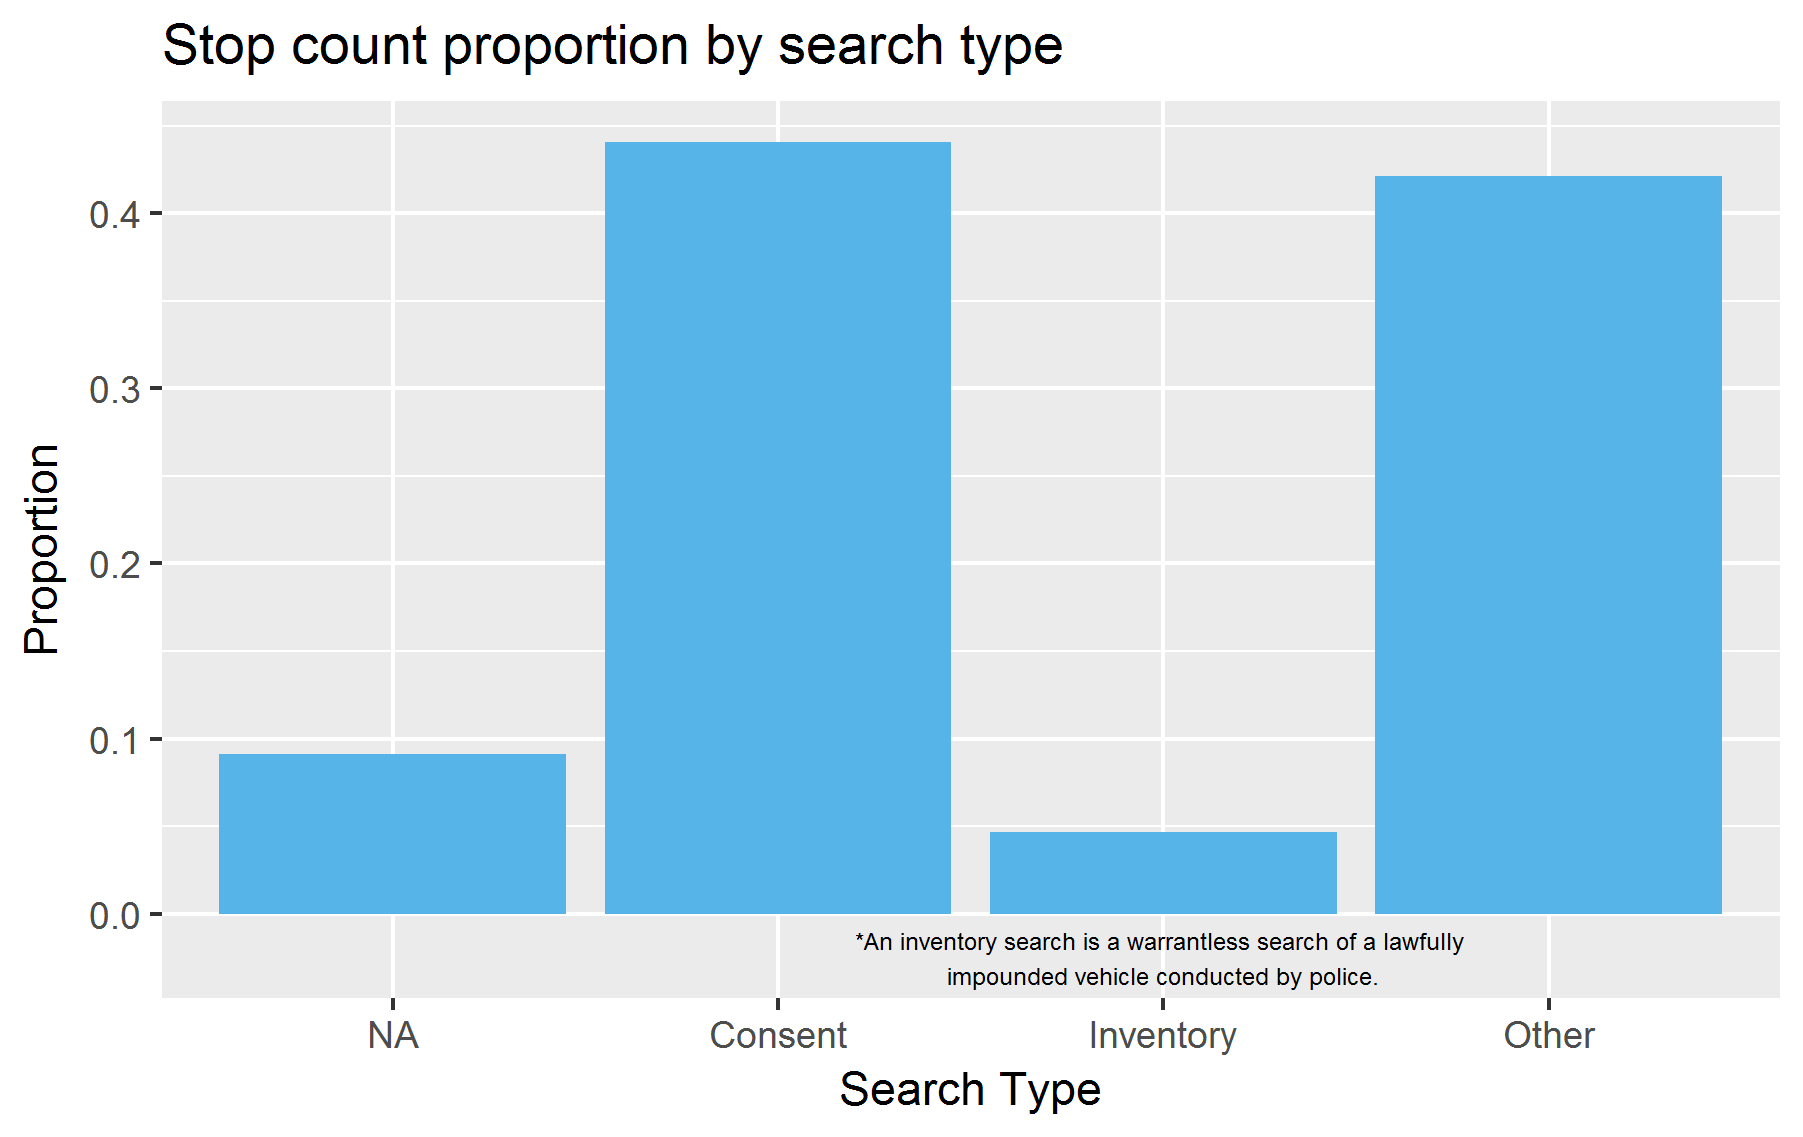 Stop count proportion by search type
Proportion
0.4
0.3
0.2
0.1
0.0
*An inventory search is a warrantless search of a lawfully
impounded vehicle conducted by police.
NA Consent Inventory Other
Search Type